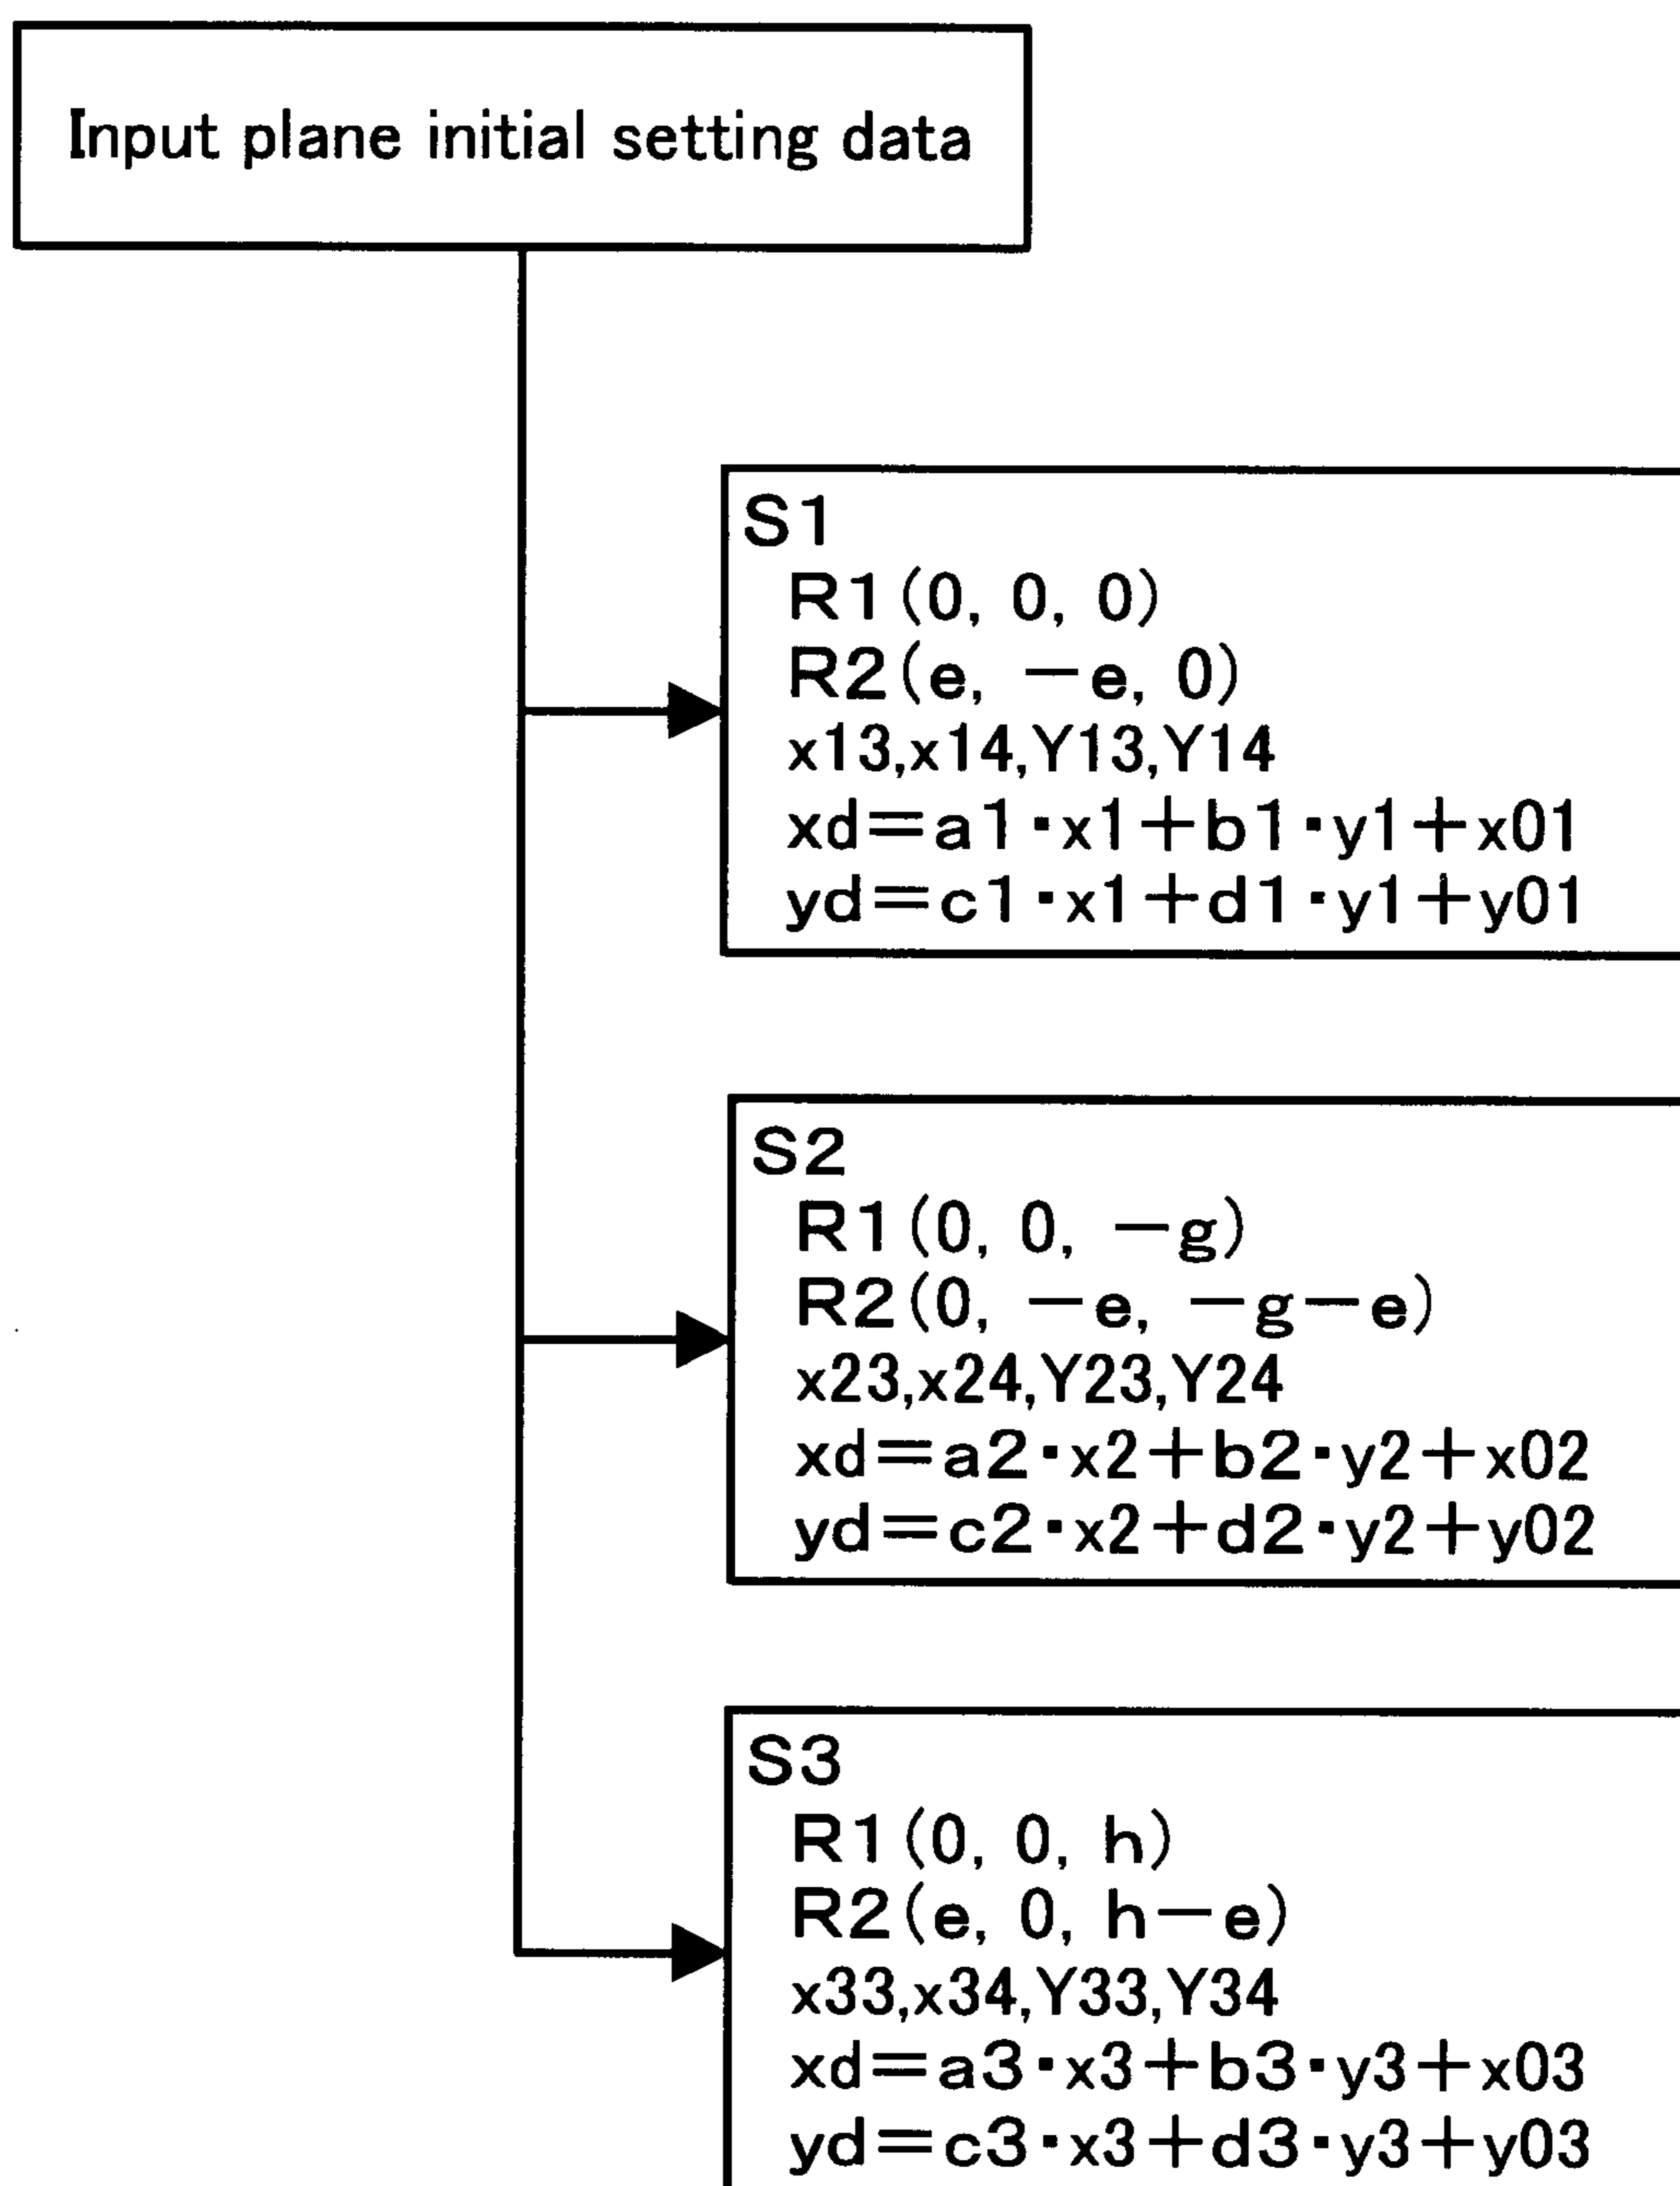 Input plane initial setting data
S1
R1(0, 0, 0)
R2(e, −e, 0)
x13,x14,Y13,Y14
xd=a1·x1+b1·y1+x01
yd=c1·x1+d1·y1+y01
S2
R1(0, 0, −g)
R2(0, −e, −g−e)
x23,x24,Y23,Y24
xd=a2·x2+b2·y2+x02
yd=c2·x2+d2·y2+y02
S3
R1(0, 0, h)
R2(e, 0, h−e)
x33,x34,Y33,Y34
xd=a3·x3+b3·y3+x03
yd=c3·x3+d3·y3+y03